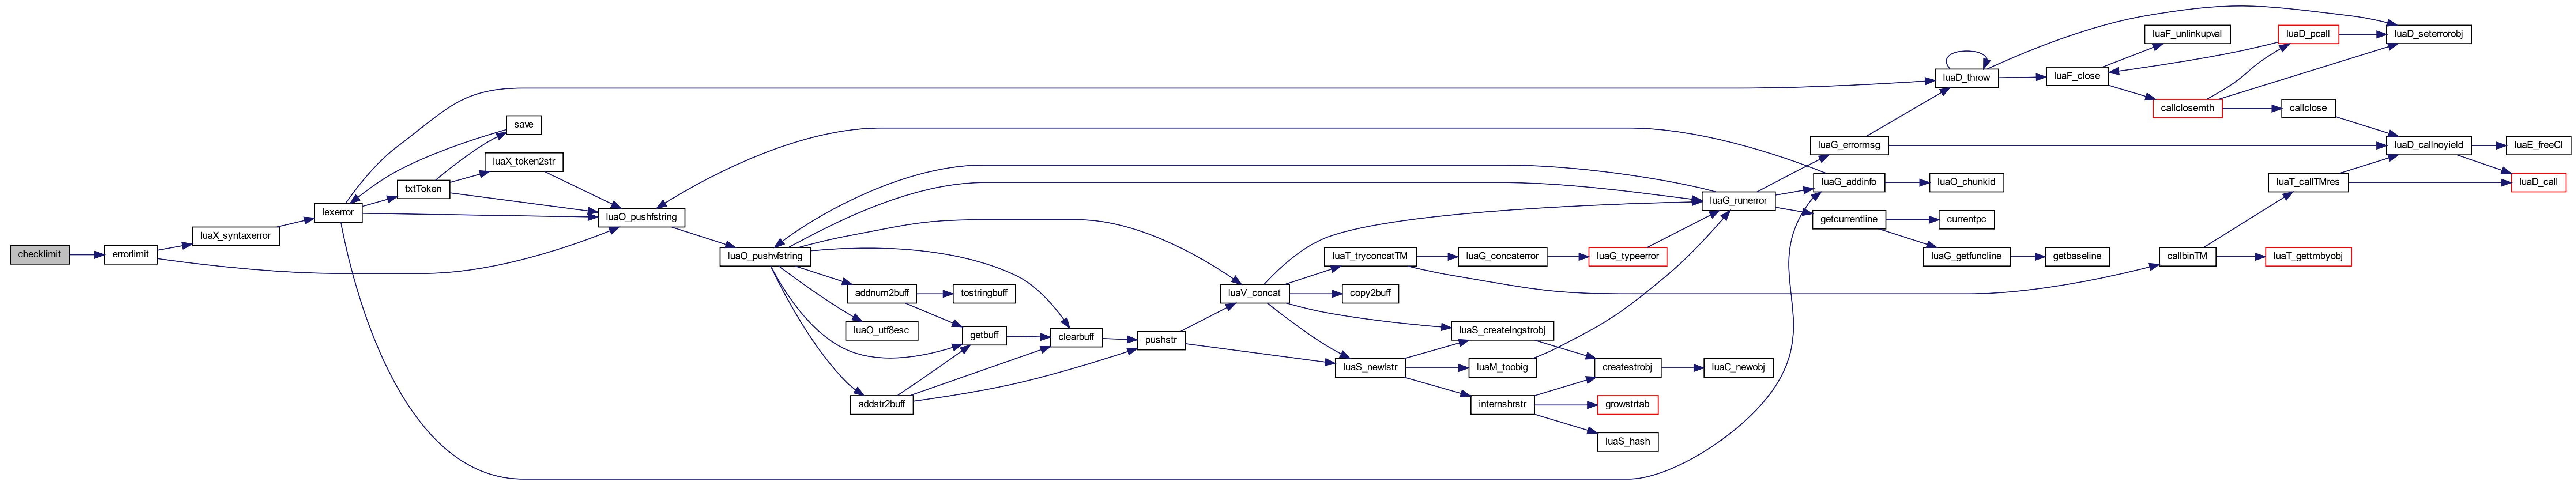 checklimit
errorlimit
luaX_syntaxerror
lexerror
save
luaX_token2str
txtToken
luaO_pushfstring
luaO_pushvfstring
addnum2buff
tostringbuff
luaO_utf8esc
getbuff
addstr2buff
clearbuff
pushstr
luaV_concat
luaT_tryconcatTM
luaG_concaterror
luaG_typeerror
copy2buff
luaS_createlngstrobj
luaS_newlstr
luaM_toobig
createstrobj
luaC_newobj
internshrstr
growstrtab
luaS_hash
luaG_runerror
luaG_errormsg
luaG_addinfo
luaO_chunkid
getcurrentline
currentpc
luaG_getfuncline
getbaseline
luaD_throw
luaF_close
luaF_unlinkupval
luaD_pcall
luaD_seterrorobj
callclosemth
callclose
luaD_callnoyield
luaE_freeCI
luaT_callTMres
luaD_call
callbinTM
luaT_gettmbyobj